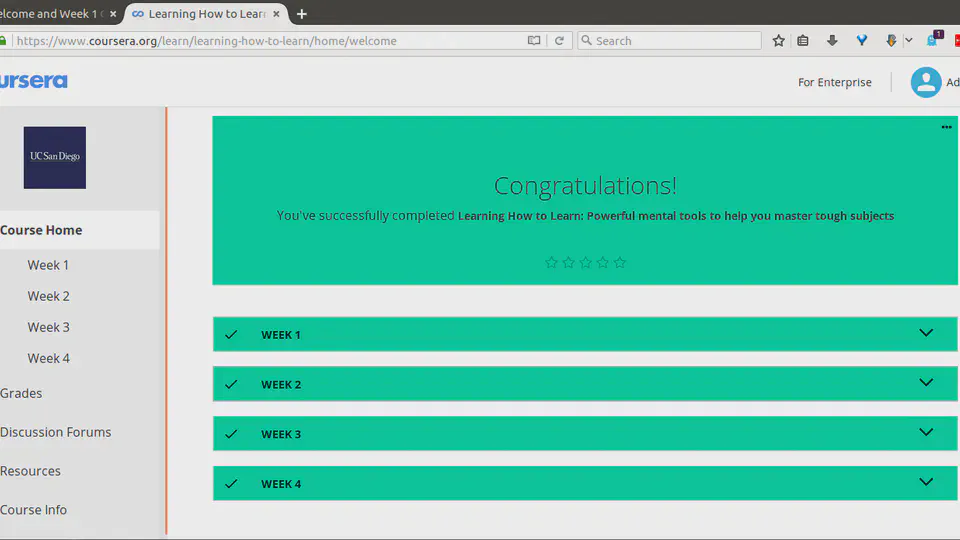 elcome and Week 1
Learning How to Lear
https://www.coursera.org/learn/learning-how-to-learn/home/welcome
Search
1
ursera
For Enterprise
Ad
UC San Diego
Congratulations!
You've successfully completed Learning How to Learn: Powerful mental tools to help you master tough subjects
Course Home
Week 1
Week 2
Week 3
Week 4
Grades
Discussion Forums
Resources
Course Info
WEEK 1
WEEK 2
WEEK 3
WEEK 4